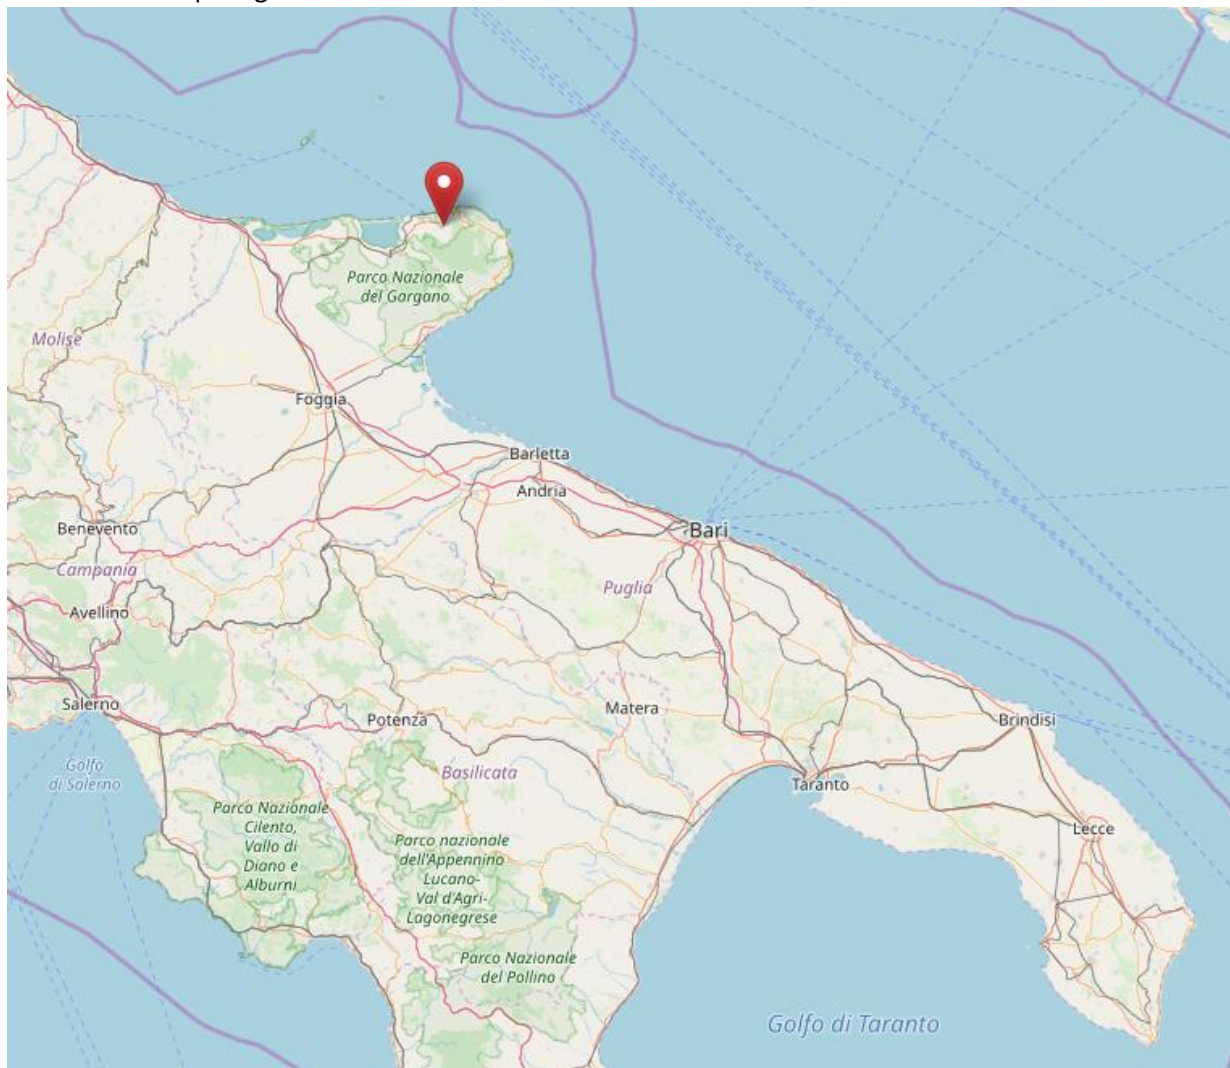 Parco Nazionale
del Gargano
Molise
Foggia
Barletta
Andria
Benevento
Bari
Campania
Puglia
Avellino
Salerno
Potenza
Matera
Brindisi
Golfo
di Salerno
Basilicata
Taranto
Parco Nazionale
Cilento,
Vallo di
Diano e
Alburni
Parco nazionale
dell'Appennino
Lucano-
Val d'Agri-
Lagonegrese
Lecce
Parco Nazionale
del Pollino
Golfo di Taranto